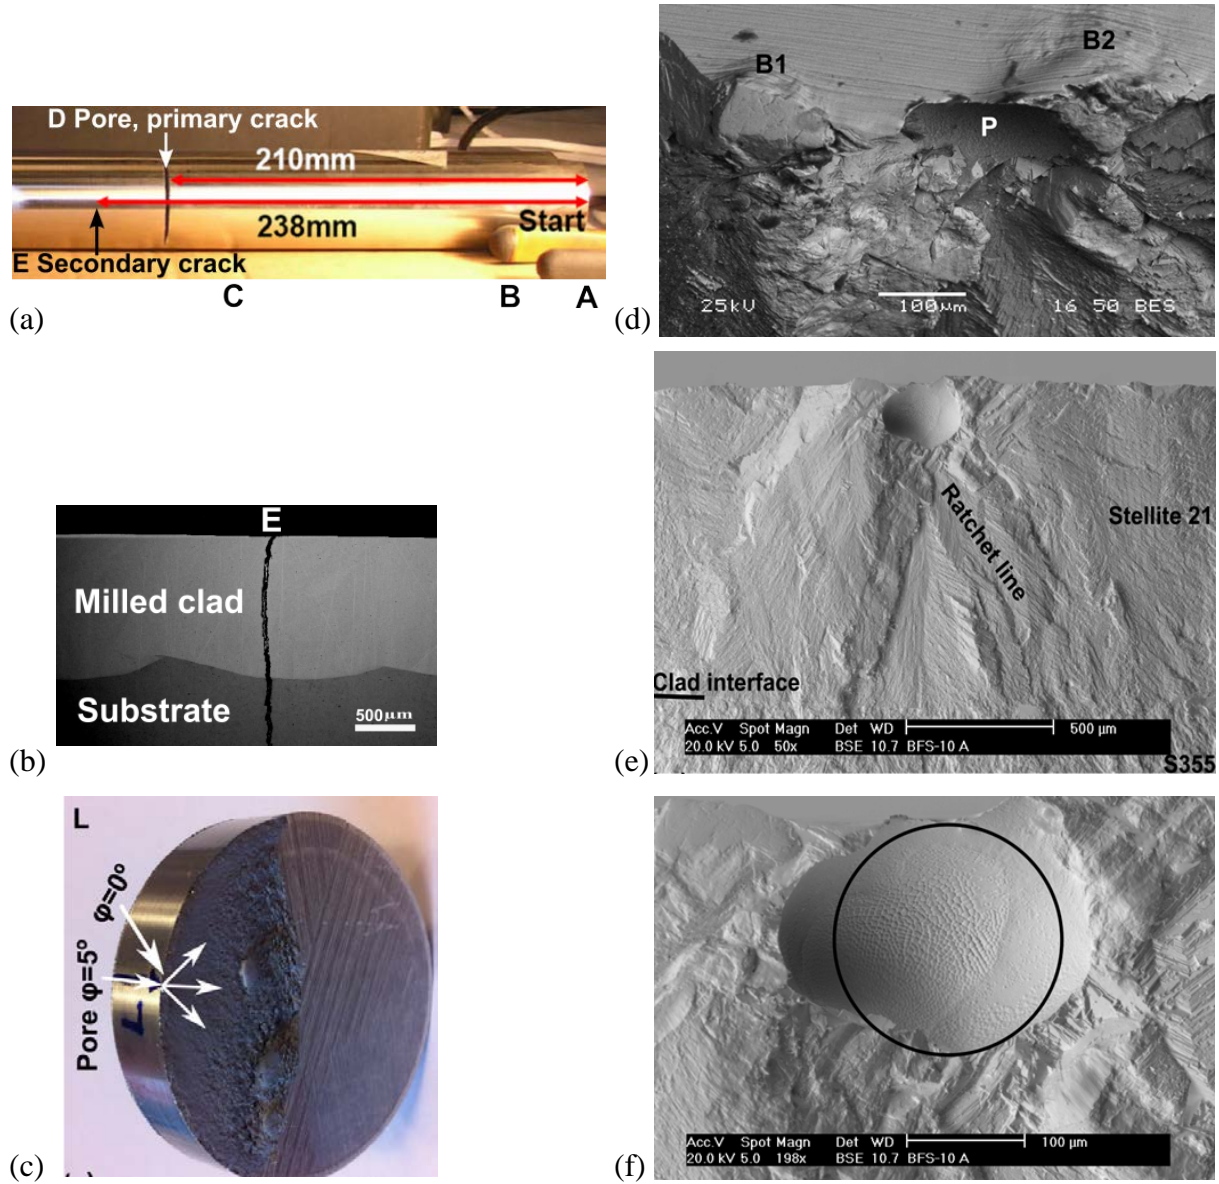 D Pore, primary crack
210mm
238mm
Start
E Secondary crack
C
B
A
(a)
E
Milled clad
Substrate
500μm
(b)
L
φ=0°
Pore φ=5°
(c)
B1
B2
P
25kV
100μm
16 50 BES
(d)
Ratchet line
Stellite 21
Clad interface
Acc.V Spot Magn Det WD 500 μm
20.0 kV 5.0 50x BSE 10.7 BFS-10 A
S355
(e)
Acc.V Spot Magn Det WD 100 μm
20.0 kV 5.0 198x BSE 10.7 BFS-10 A
(f)